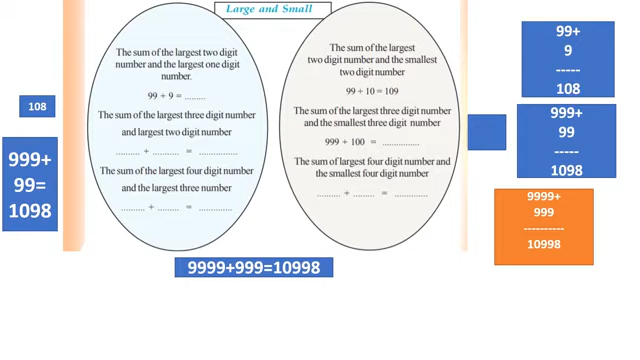 Large and Small
The sum of the largest two digit
number and the largest one digit
number.
99 + 9 = .........
The sum of the largest three digit number
and largest two digit number
.......... + .......... = ................
The sum of the largest four digit number
and the largest three number
.......... + ......... = ..............
The sum of the largest
two digit number and the smallest
two digit number
99 + 10 = 109
The sum of the largest three digit number
and the smallest three digit number
999 + 100 = ...............
The sum of largest four digit number and
the smallest four digit number
.......... + ......... = ..............
108
999+
99=
1098
9999+999=10998
99+
9
-----
108
999+
99
-----
1098
9999+
999
----------
10998